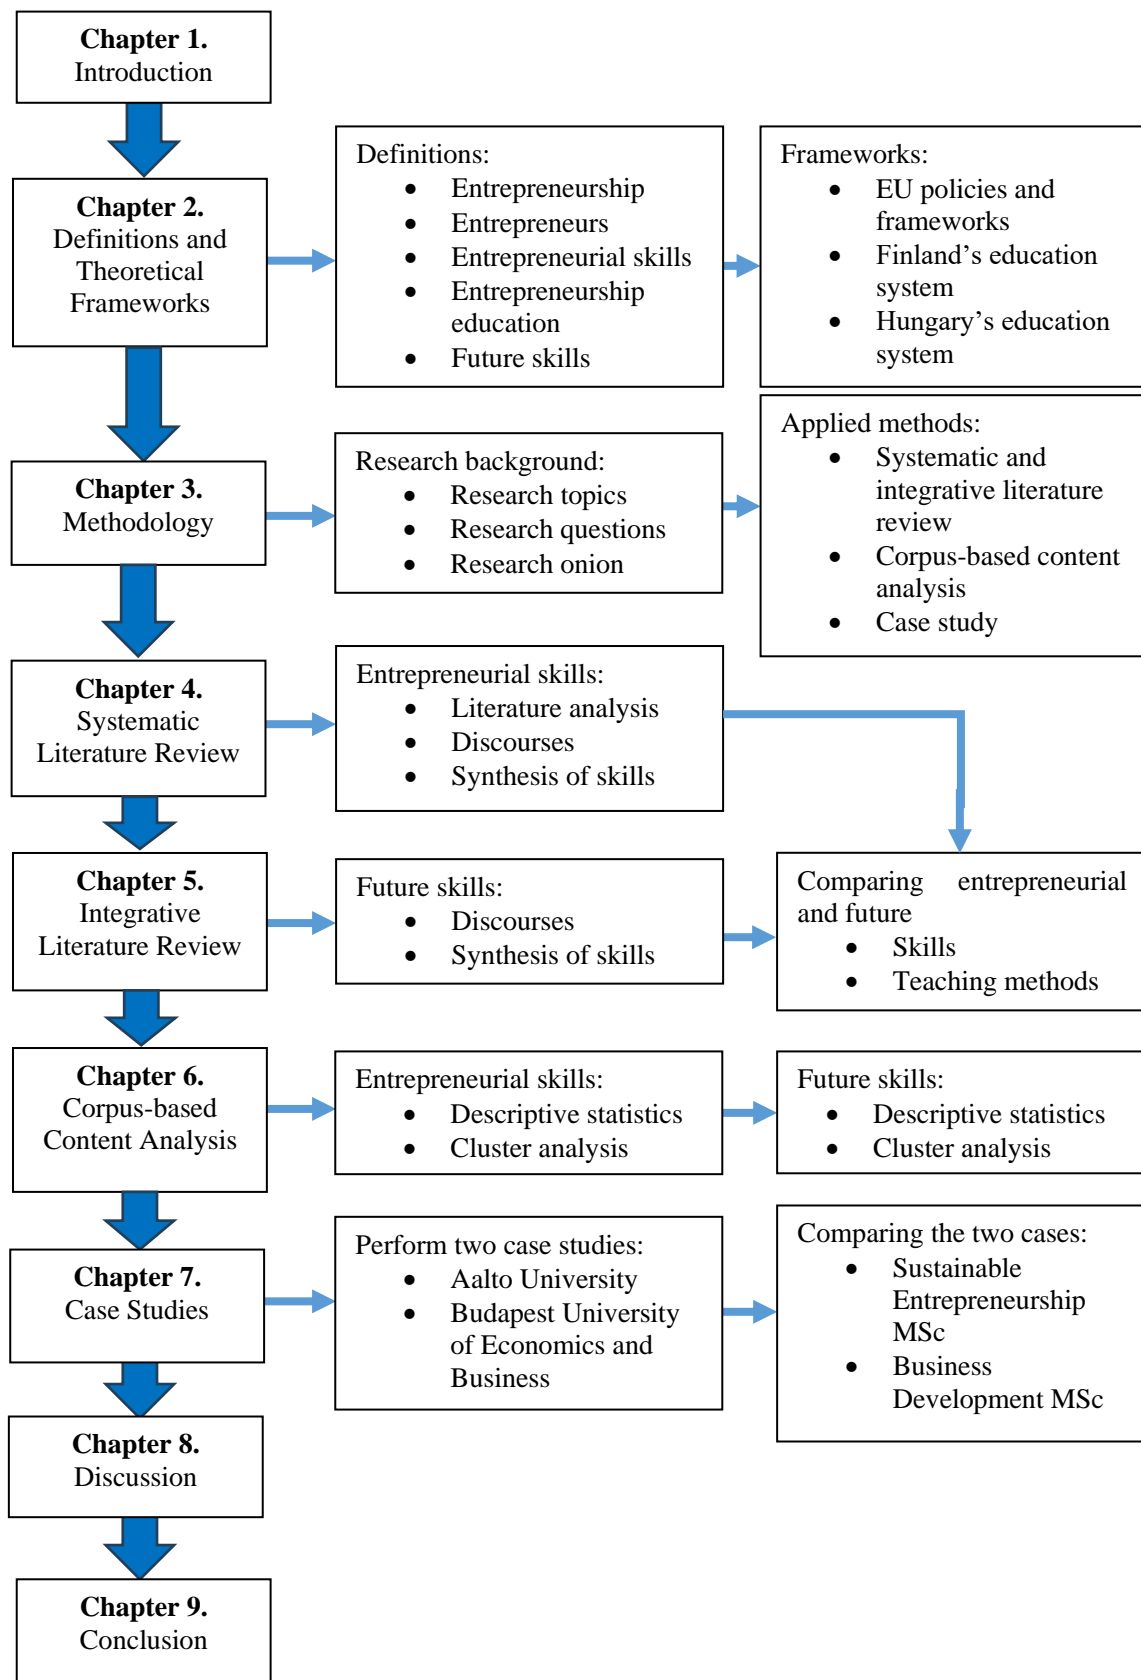 Chapter 1.
Introduction
Chapter 2.
Definitions and
Theoretical
Frameworks
Definitions:
• Entrepreneurship
• Entrepreneurs
• Entrepreneurial skills
• Entrepreneurship
education
• Future skills
Frameworks:
• EU policies and
frameworks
• Finland’s education
system
• Hungary’s education
system
Chapter 3.
Methodology
Research background:
• Research topics
• Research questions
• Research onion
Applied methods:
• Systematic and
integrative literature
review
• Corpus-based content
analysis
• Case study
Chapter 4.
Systematic
Literature Review
Entrepreneurial skills:
• Literature analysis
• Discourses
• Synthesis of skills
Chapter 5.
Integrative
Literature Review
Future skills:
• Discourses
• Synthesis of skills
Comparing entrepreneurial
and future
• Skills
• Teaching methods
Chapter 6.
Corpus-based
Content Analysis
Entrepreneurial skills:
• Descriptive statistics
• Cluster analysis
Future skills:
• Descriptive statistics
• Cluster analysis
Chapter 7.
Case Studies
Perform two case studies:
• Aalto University
• Budapest University
of Economics and
Business
Comparing the two cases:
• Sustainable
Entrepreneurship
MSc
• Business
Development MSc
Chapter 8.
Discussion
Chapter 9.
Conclusion